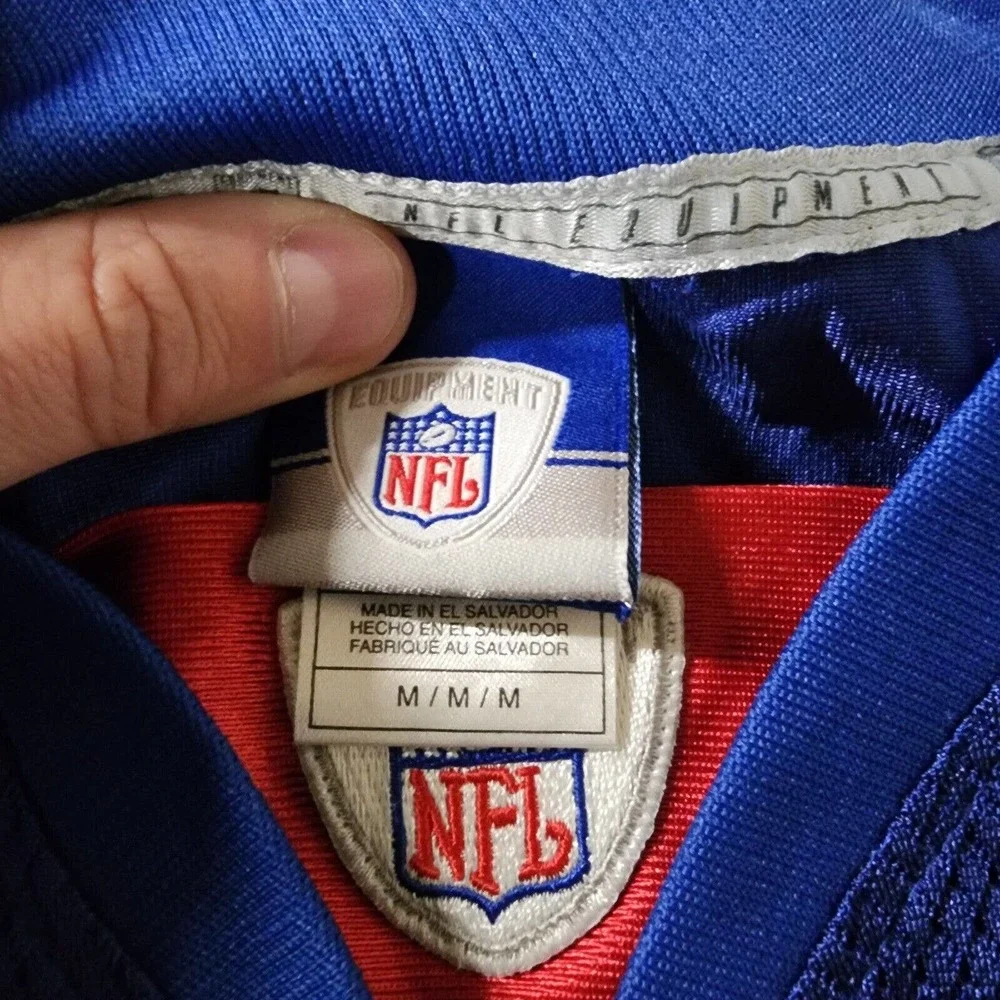 NFL EQUIPMENT
EQUIPMENT
NFL
MADE IN EL SALVADOR
HECHO EN EL SALVADOR
FABRIQUÉ AU SALVADOR
M / M / M
NFL